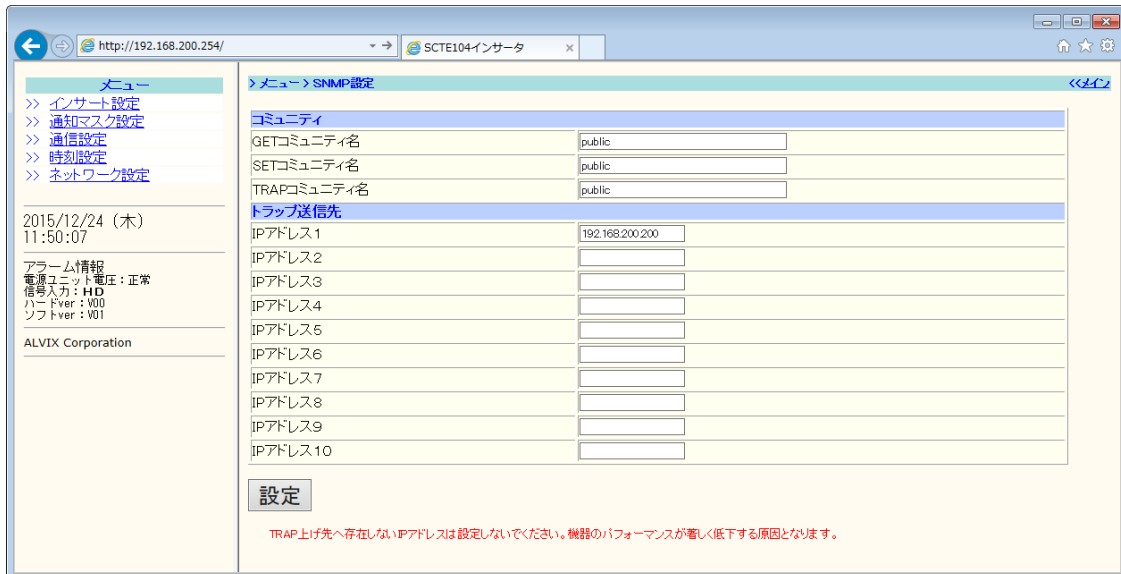 http://192.168.200.254/
SCTE104インサータ
メニュー
>> インサート設定
>> 通知マスク設定
>> 通信設定
>> 時刻設定
>> ネットワーク設定
2015/12/24 (木)
11:50:07
アラーム情報
電源ユニット電圧：正常
信号入力：HD
ハードver：V00
ソフトver：V01
ALVIX Corporation
> メニュー > SNMP設定
<<メイン
コミュニティ
GETコミュニティ名 public
SETコミュニティ名 public
TRAPコミュニティ名 public
トラップ送信先
IPアドレス1 192.168.200.200
IPアドレス2
IPアドレス3
IPアドレス4
IPアドレス5
IPアドレス6
IPアドレス7
IPアドレス8
IPアドレス9
IPアドレス10
設定
TRAP上げ先へ存在しないIPアドレスは設定しないでください。機器のパフォーマンスが著しく低下する原因となります。